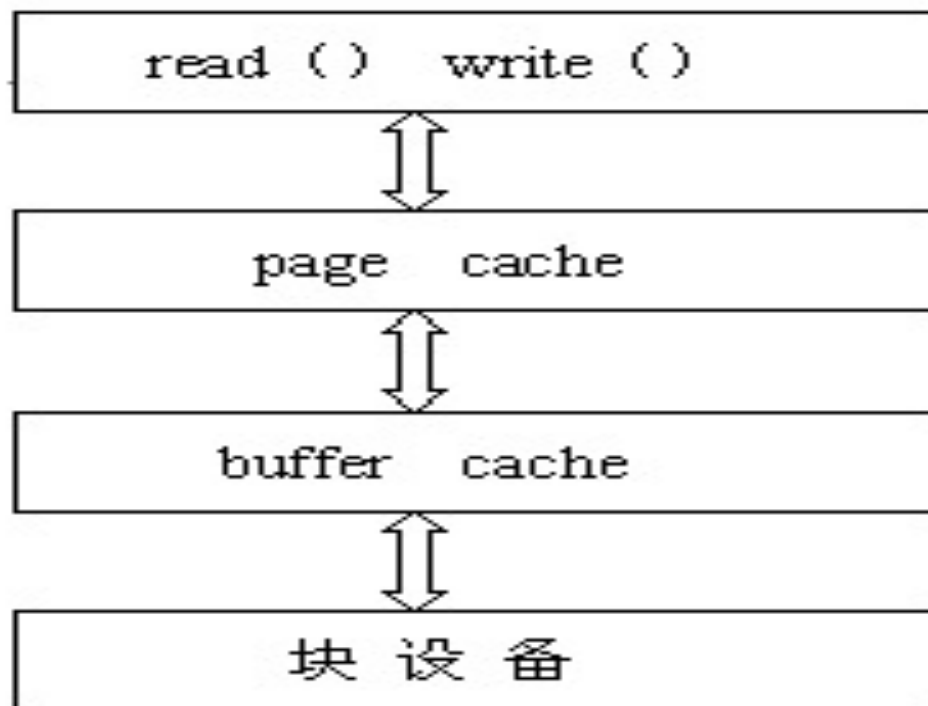 read () write ()
page cache
buffer cache
块 设 备